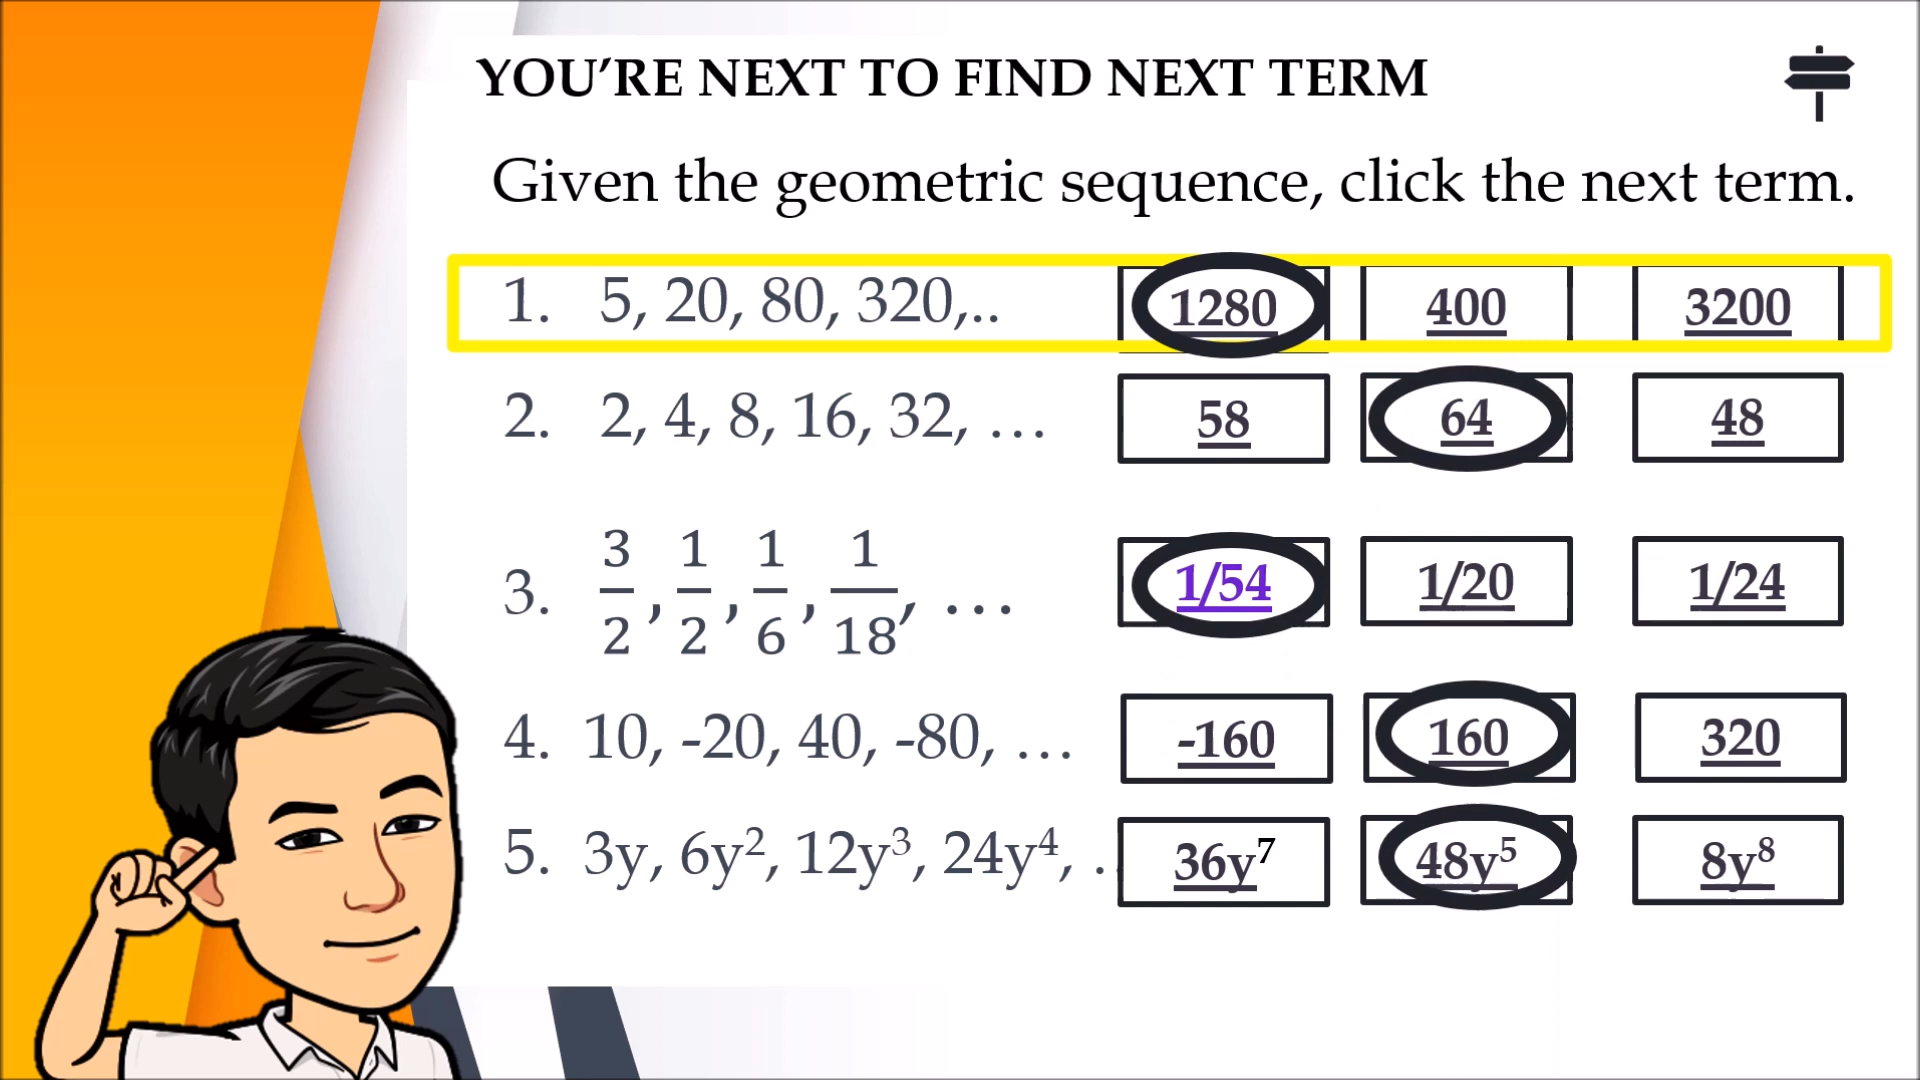 YOU’RE NEXT TO FIND NEXT TERM
Given the geometric sequence, click the next term.
1. 5, 20, 80, 320,.. 1280 400 3200
2. 2, 4, 8, 16, 32, … 58 64 48
3. 3/2, 1/2, 1/6, 1/18, … 1/54 1/20 1/24
4. 10, -20, 40, -80, … -160 160 320
5. 3y, 6y², 12y³, 24y⁴, . 36y⁷ 48y⁵ 8y⁸